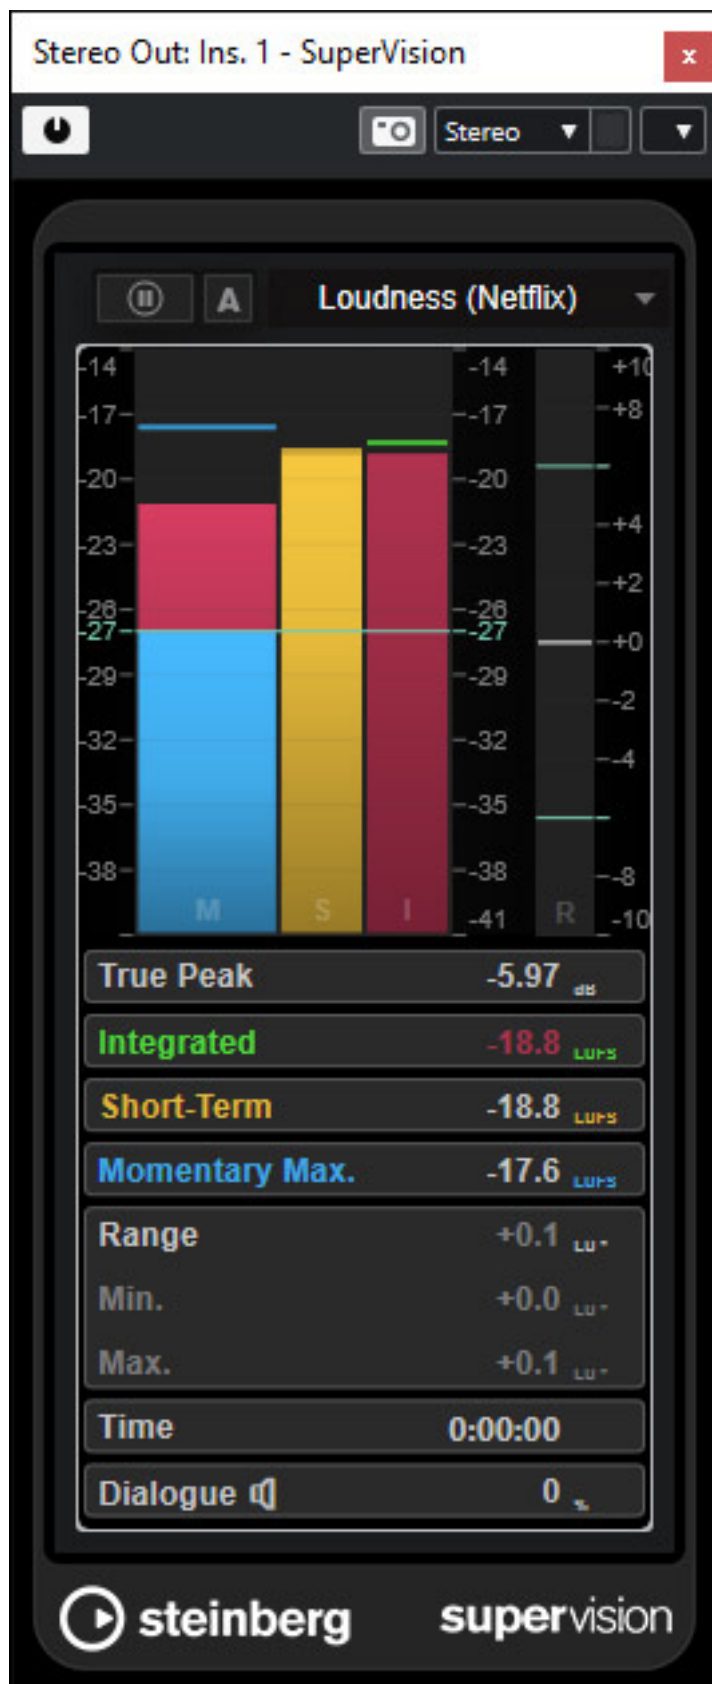 Stereo Out: Ins. 1 - SuperVision x
Stereo
A Loudness (Netflix)
-14 -14 +10
-17 -17 +8
-20 -20
-23 -23 +4
+2
-26 -26
-27 -27 +0
-29 -29
-2
-32 -32
-4
-35 -35
-38 -38
-8
M S I -41 R -10
True Peak -5.97 dB
Integrated -18.8 LUFS
Short-Term -18.8 LUFS
Momentary Max. -17.6 LUFS
Range +0.1 LU
Min. +0.0 LU
Max. +0.1 LU
Time 0:00:00
Dialogue 0 %
steinberg supervision